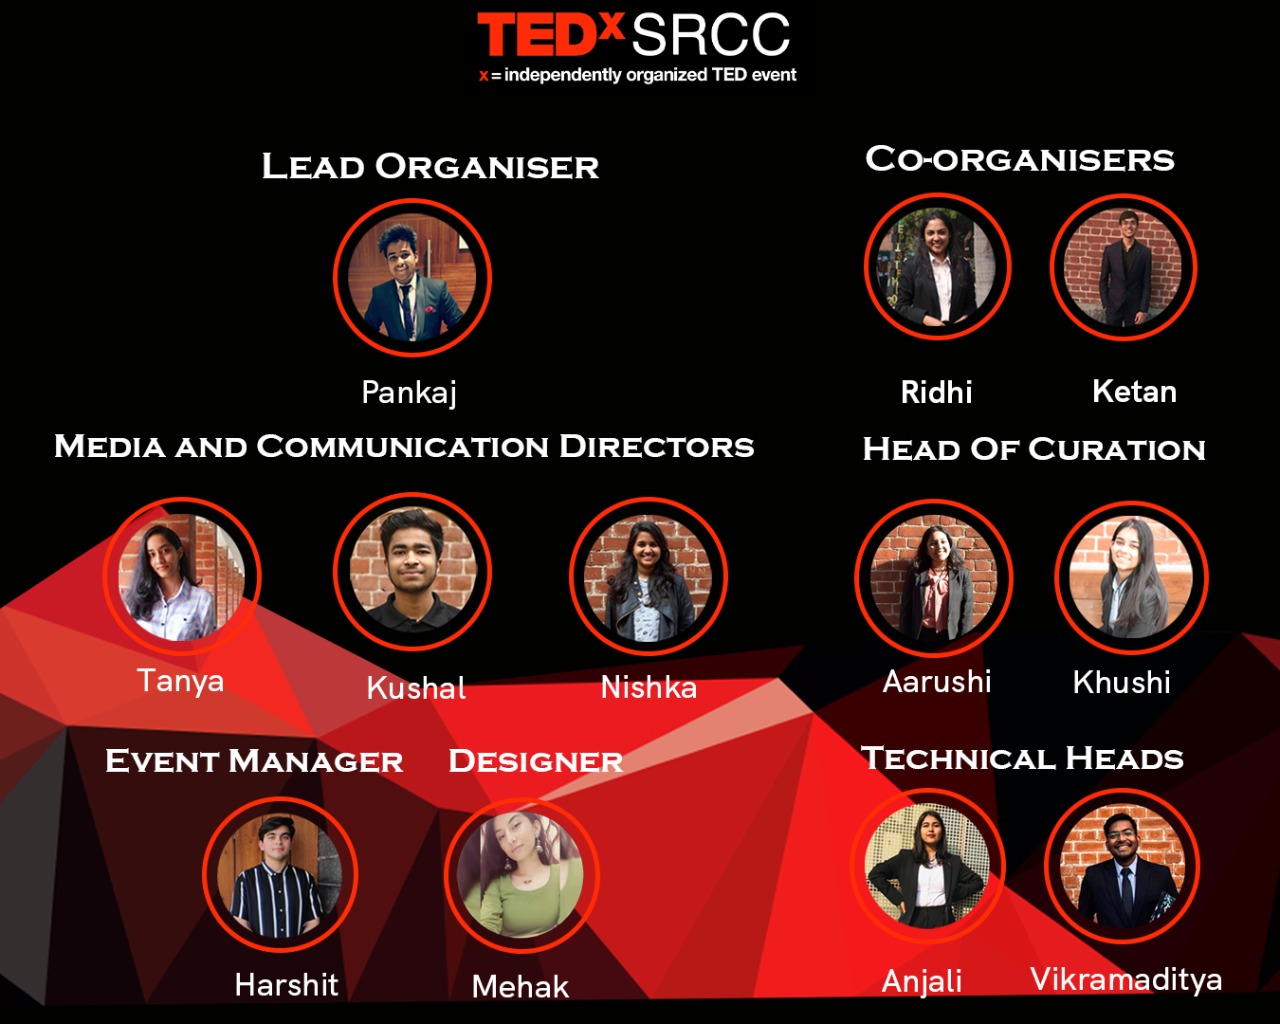 TEDxSRCC
x = independently organized TED event
LEAD ORGANISER
Pankaj
CO-ORGANISERS
Ridhi
Ketan
MEDIA AND COMMUNICATION DIRECTORS
Tanya
Kushal
Nishka
HEAD OF CURATION
Aarushi
Khushi
EVENT MANAGER
Harshit
DESIGNER
Mehak
TECHNICAL HEADS
Anjali
Vikramaditya